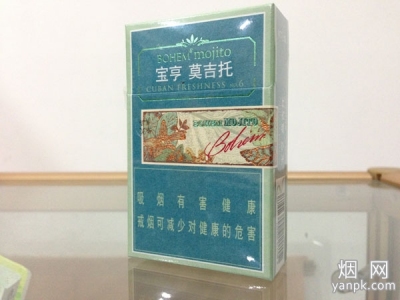 BOHEM mojito
宝亨 莫吉托
CUBAN FRESHNESS no6
BOHEM MOJITO
Bohem
吸烟有害健康
戒烟可减少对健康的危害
烟网
yanpk.com